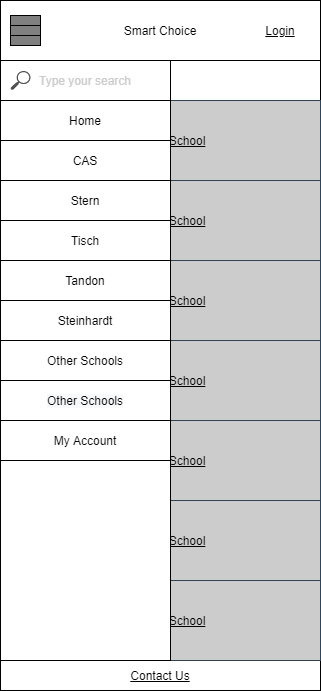 Smart Choice
Login
Type your search
Home
School
CAS
Stern
School
Tisch
Tandon
School
Steinhardt
Other Schools
School
Other Schools
My Account
School
School
School
Contact Us